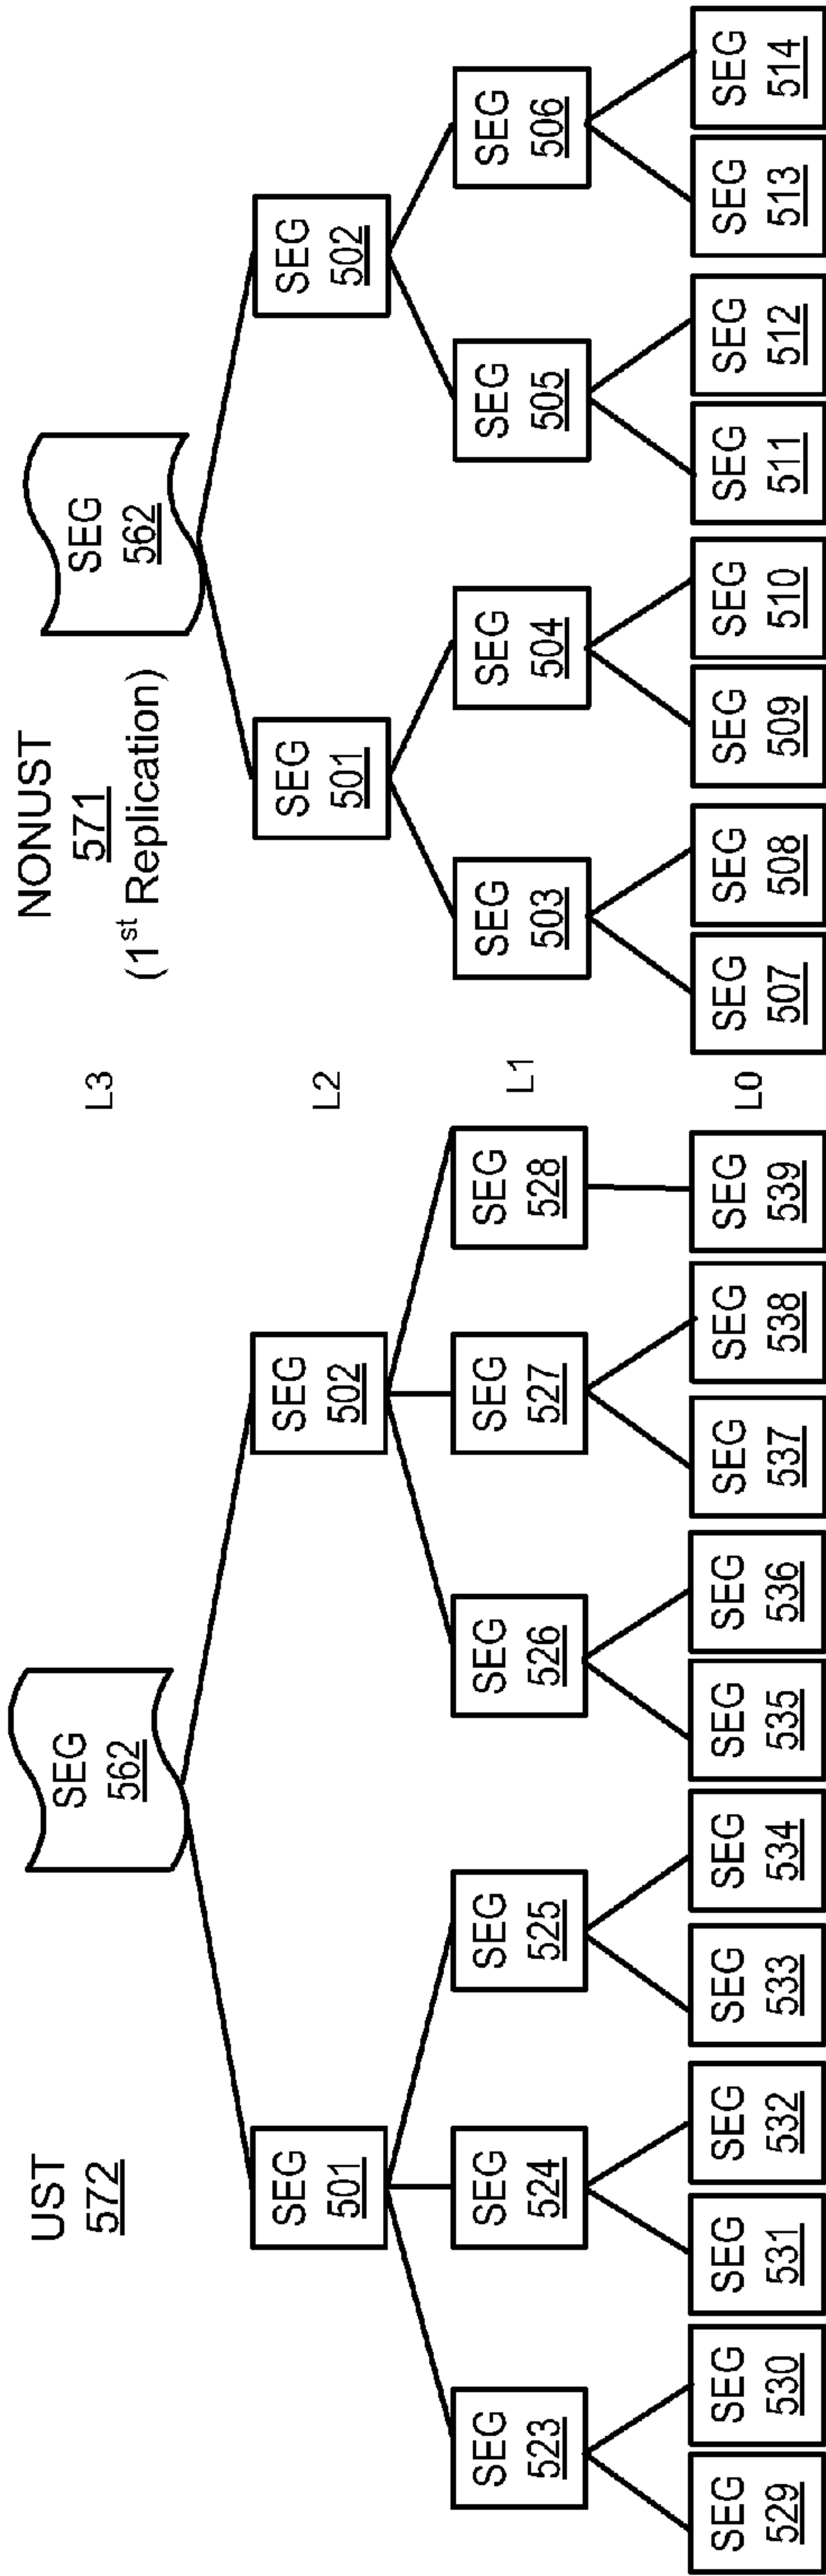 UST
572
SEG
562
SEG
501
SEG
502
SEG
523
SEG
524
SEG
525
SEG
526
SEG
527
SEG
528
SEG
529
SEG
530
SEG
531
SEG
532
SEG
533
SEG
534
SEG
535
SEG
536
SEG
537
SEG
538
SEG
539
L3
L2
L1
L0
NONUST
571
(1st Replication)
SEG
562
SEG
501
SEG
502
SEG
503
SEG
504
SEG
505
SEG
506
SEG
507
SEG
508
SEG
509
SEG
510
SEG
511
SEG
512
SEG
513
SEG
514